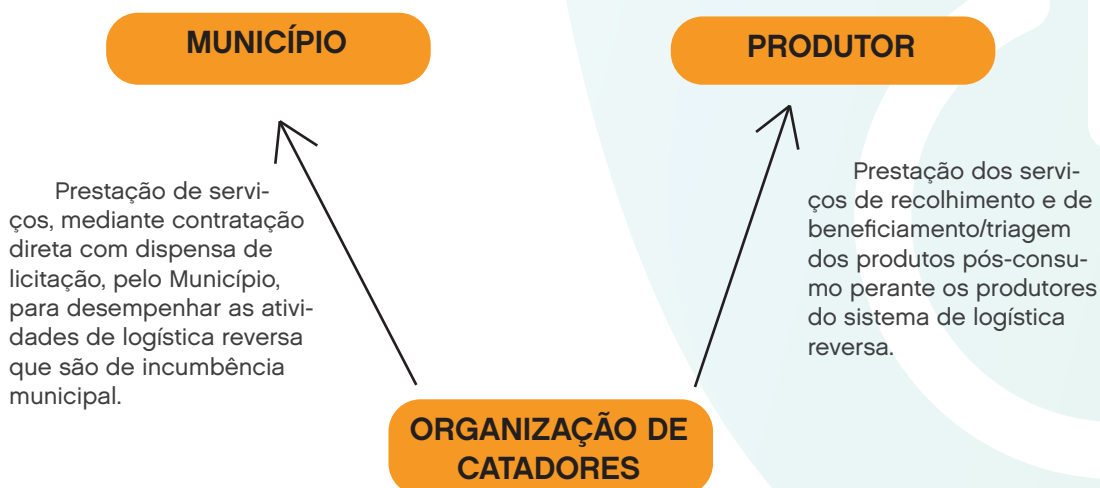 MUNICÍPIO
PRODUTOR
Prestação de servi-
ços, mediante contratação
direta com dispensa de
licitação, pelo Município,
para desempenhar as ativi-
dades de logística reversa
que são de incumbência
municipal.
Prestação dos servi-
ços de recolhimento e de
beneficiamento/triagem
dos produtos pós-consu-
mo perante os produtores
do sistema de logística
reversa.
ORGANIZAÇÃO DE
CATADORES